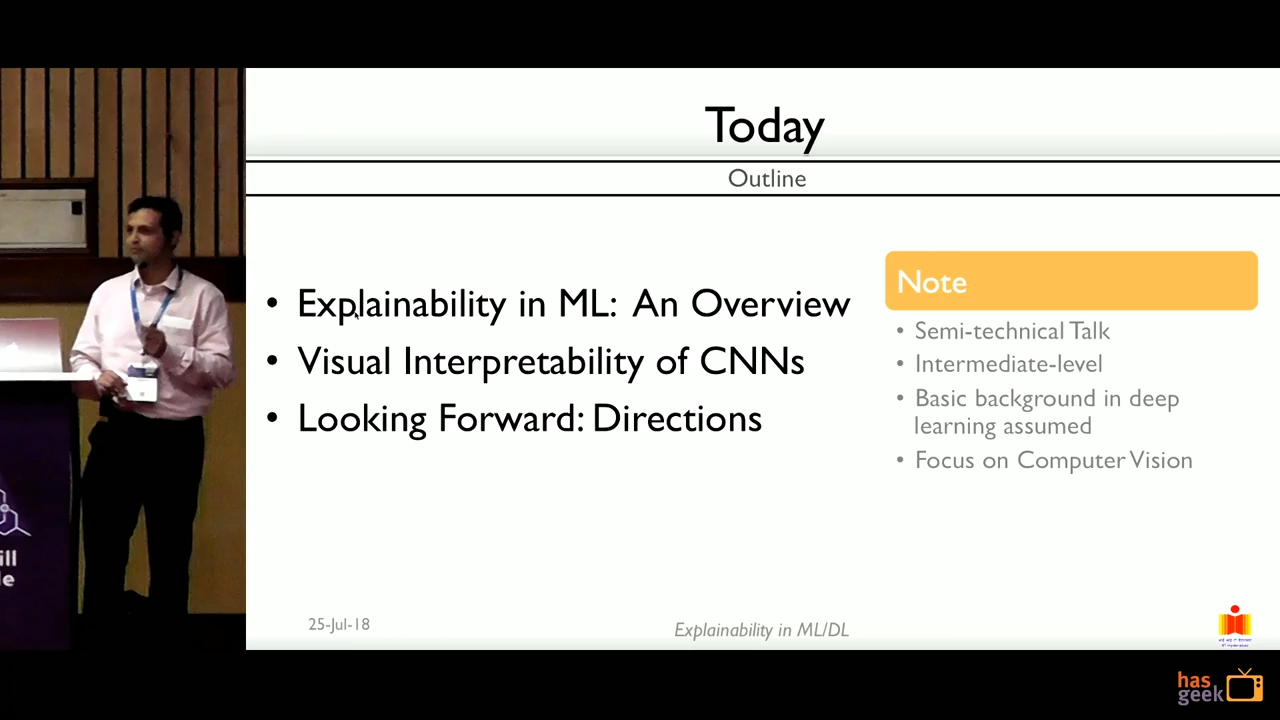 Today
Outline
• Explainability in ML: An Overview
• Visual Interpretability of CNNs
• Looking Forward: Directions
Note
• Semi-technical Talk
• Intermediate-level
• Basic background in deep
learning assumed
• Focus on Computer Vision
25-Jul-18
Explainability in ML/DL
has
geek